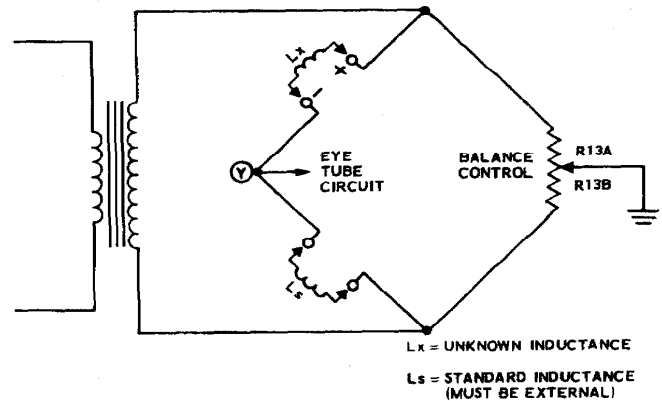 Lx
X
EYE
TUBE
CIRCUIT
Y
BALANCE
CONTROL
R13A
R13B
Ls
Lx = UNKNOWN INDUCTANCE
Ls = STANDARD INDUCTANCE
(MUST BE EXTERNAL)